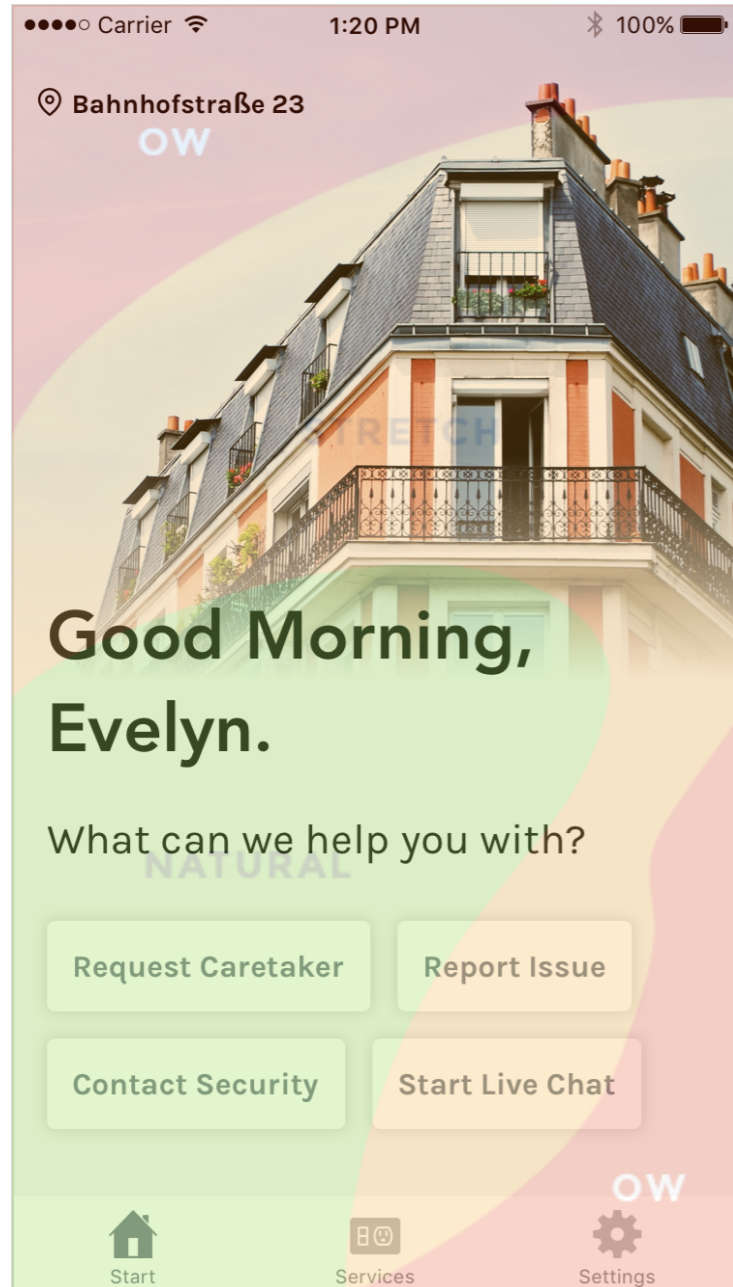 Carrier 1:20 PM 100%
Bahnhofstraße 23
OW
STRETCH
Good Morning,
Evelyn.
What can we help you with?
NATURAL
Request Caretaker Report Issue
Contact Security Start Live Chat
OW
Start Services Settings